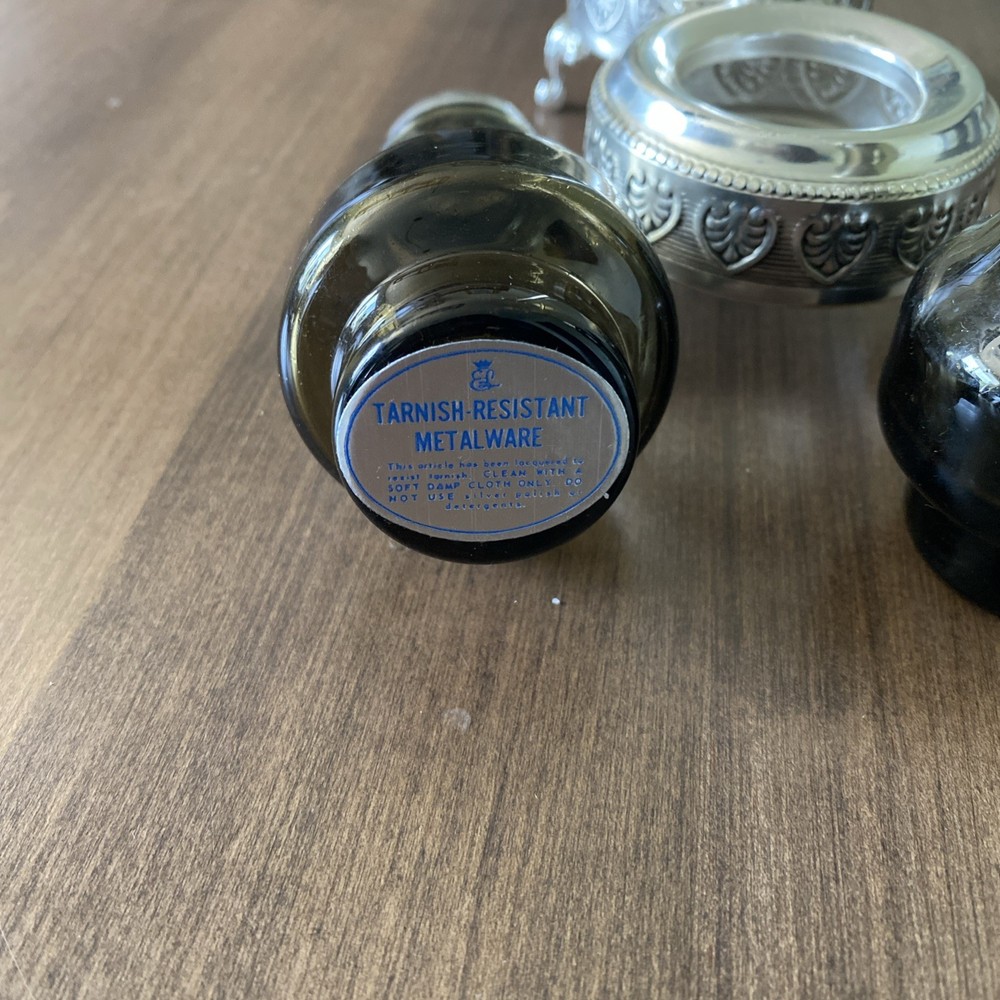 EL
TARNISH-RESISTANT
METALWARE
This article has been lacquered to
resist tarnish. CLEAN WITH A
SOFT DAMP CLOTH ONLY. DO
NOT USE silver polish or
detergents.